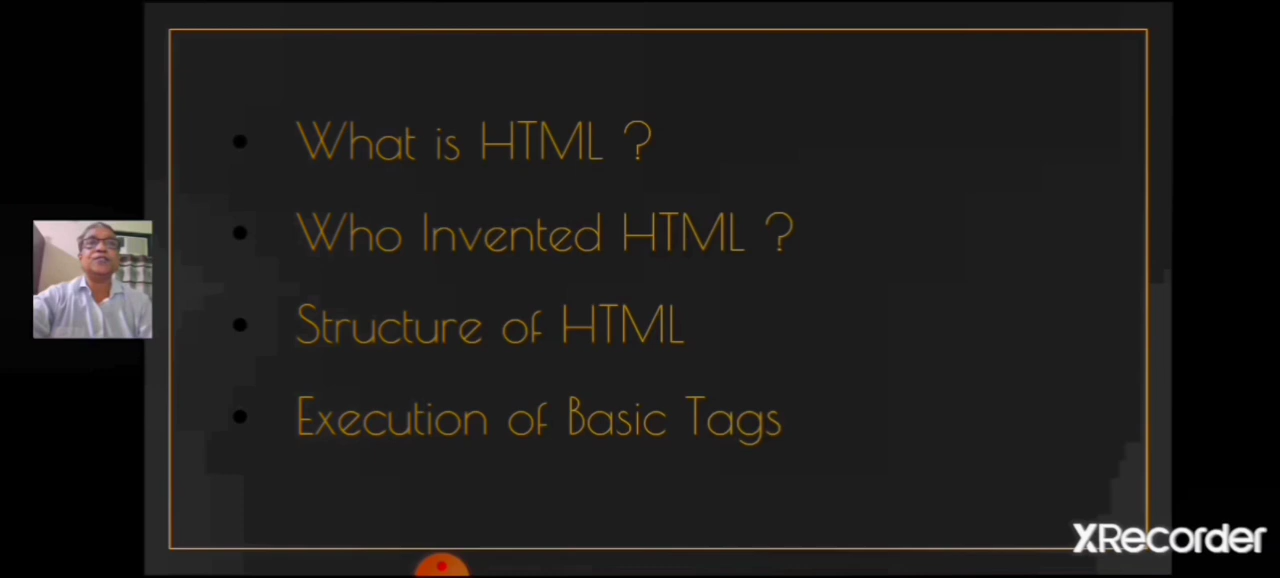 What is HTML ?
Who Invented HTML ?
Structure of HTML
Execution of Basic Tags
XRecorder